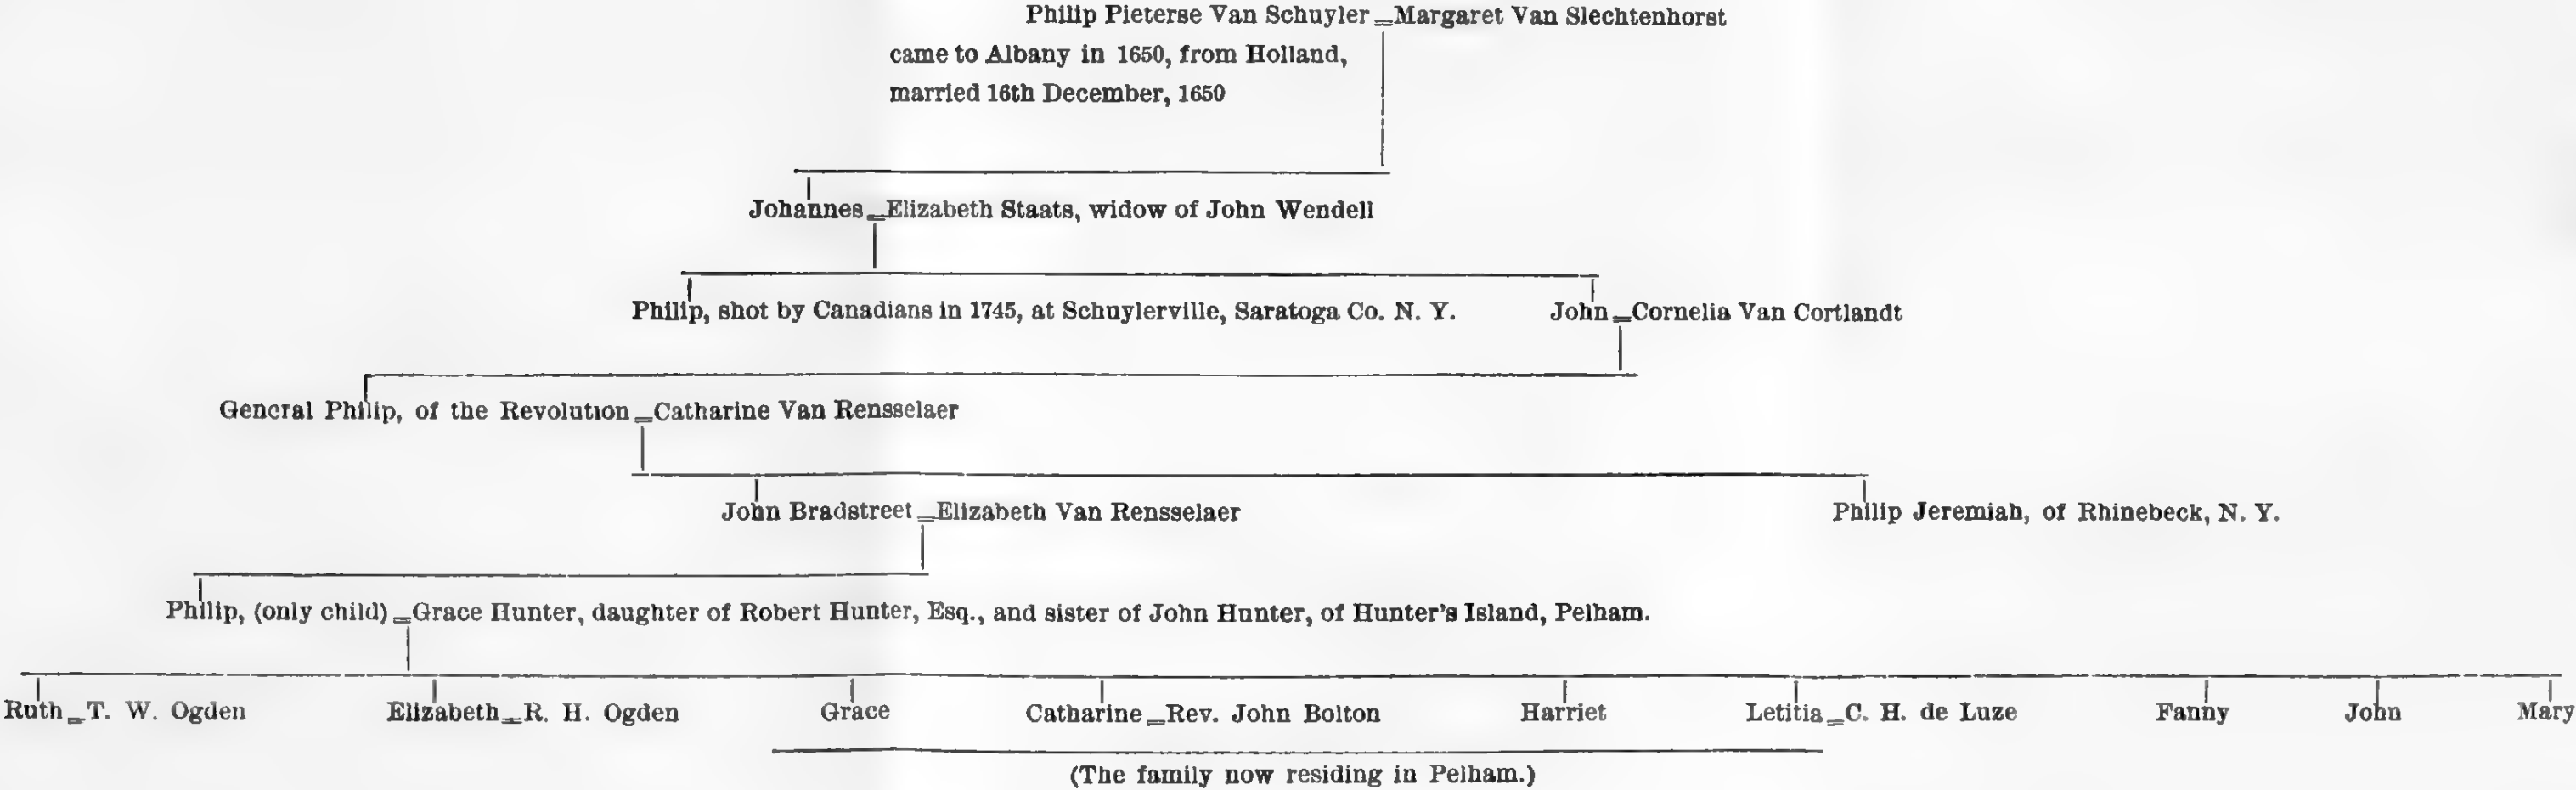 Philip Pieterse Van Schuyler=Margaret Van Slechtenhorst
came to Albany in 1650, from Holland,
married 16th December, 1650
Johannes=Elizabeth Staats, widow of John Wendell
Philip, shot by Canadians in 1745, at Schuylerville, Saratoga Co. N. Y. John=Cornelia Van Cortlandt
General Philip, of the Revolution=Catharine Van Rensselaer
John Bradstreet=Elizabeth Van Rensselaer Philip Jeremiah, of Rhinebeck, N. Y.
Philip, (only child)=Grace Hunter, daughter of Robert Hunter, Esq., and sister of John Hunter, of Hunter's Island, Pelham.
Ruth=T. W. Ogden Elizabeth=R. H. Ogden Grace Catharine=Rev. John Bolton Harriet Letitia=C. H. de Luze Fanny John Mary
(The family now residing in Pelham.)